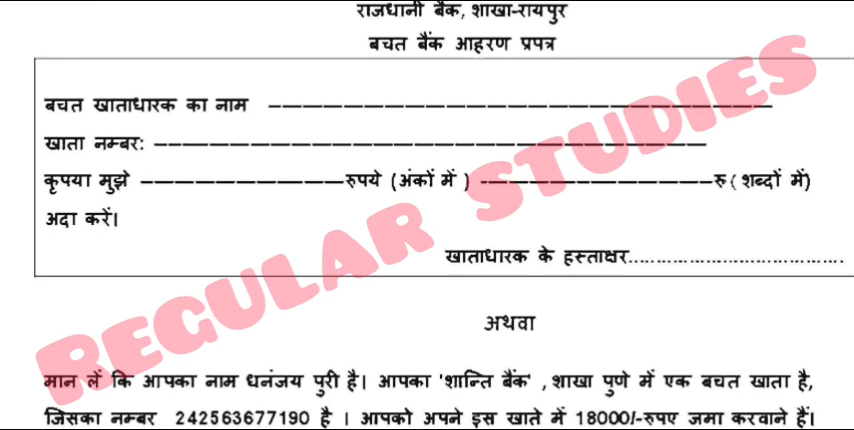 राजधानी बैंक, शाखा-रायपुर
बचत बैंक आहरण प्रपत्र
बचत खाताधारक का नाम ————————————————
खाता नम्बर: ————————————————
कृपया मुझे ——————————रुपये (अंकों में ) ——————————रु ( शब्दों में)
अदा करें।
खाताधारक के हस्ताक्षर.......................................
REGULAR STUDIES
अथवा
मान लें कि आपका नाम धनंजय पुरी है। आपका 'शान्ति बैंक' , शाखा पुणे में एक बचत खाता है,
जिसका नम्बर 242563677190 है । आपको अपने इस खाते में 18000/-रुपए जमा करवाने हैं।